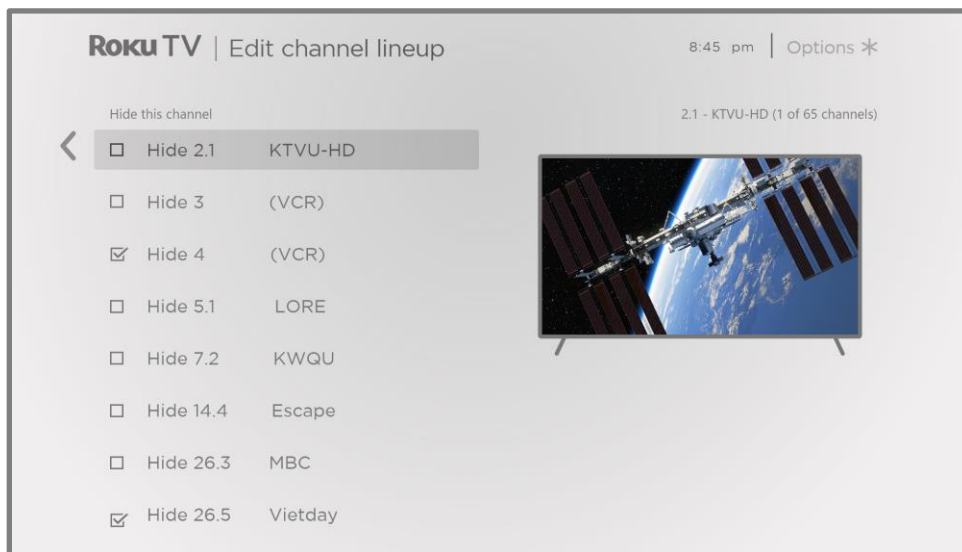 Roku TV | Edit channel lineup
8:45 pm | Options *
Hide this channel
2.1 - KTVU-HD (1 of 65 channels)
Hide 2.1 KTVU-HD
Hide 3 (VCR)
Hide 4 (VCR)
Hide 5.1 LORE
Hide 7.2 KWQU
Hide 14.4 Escape
Hide 26.3 MBC
Hide 26.5 Vietday